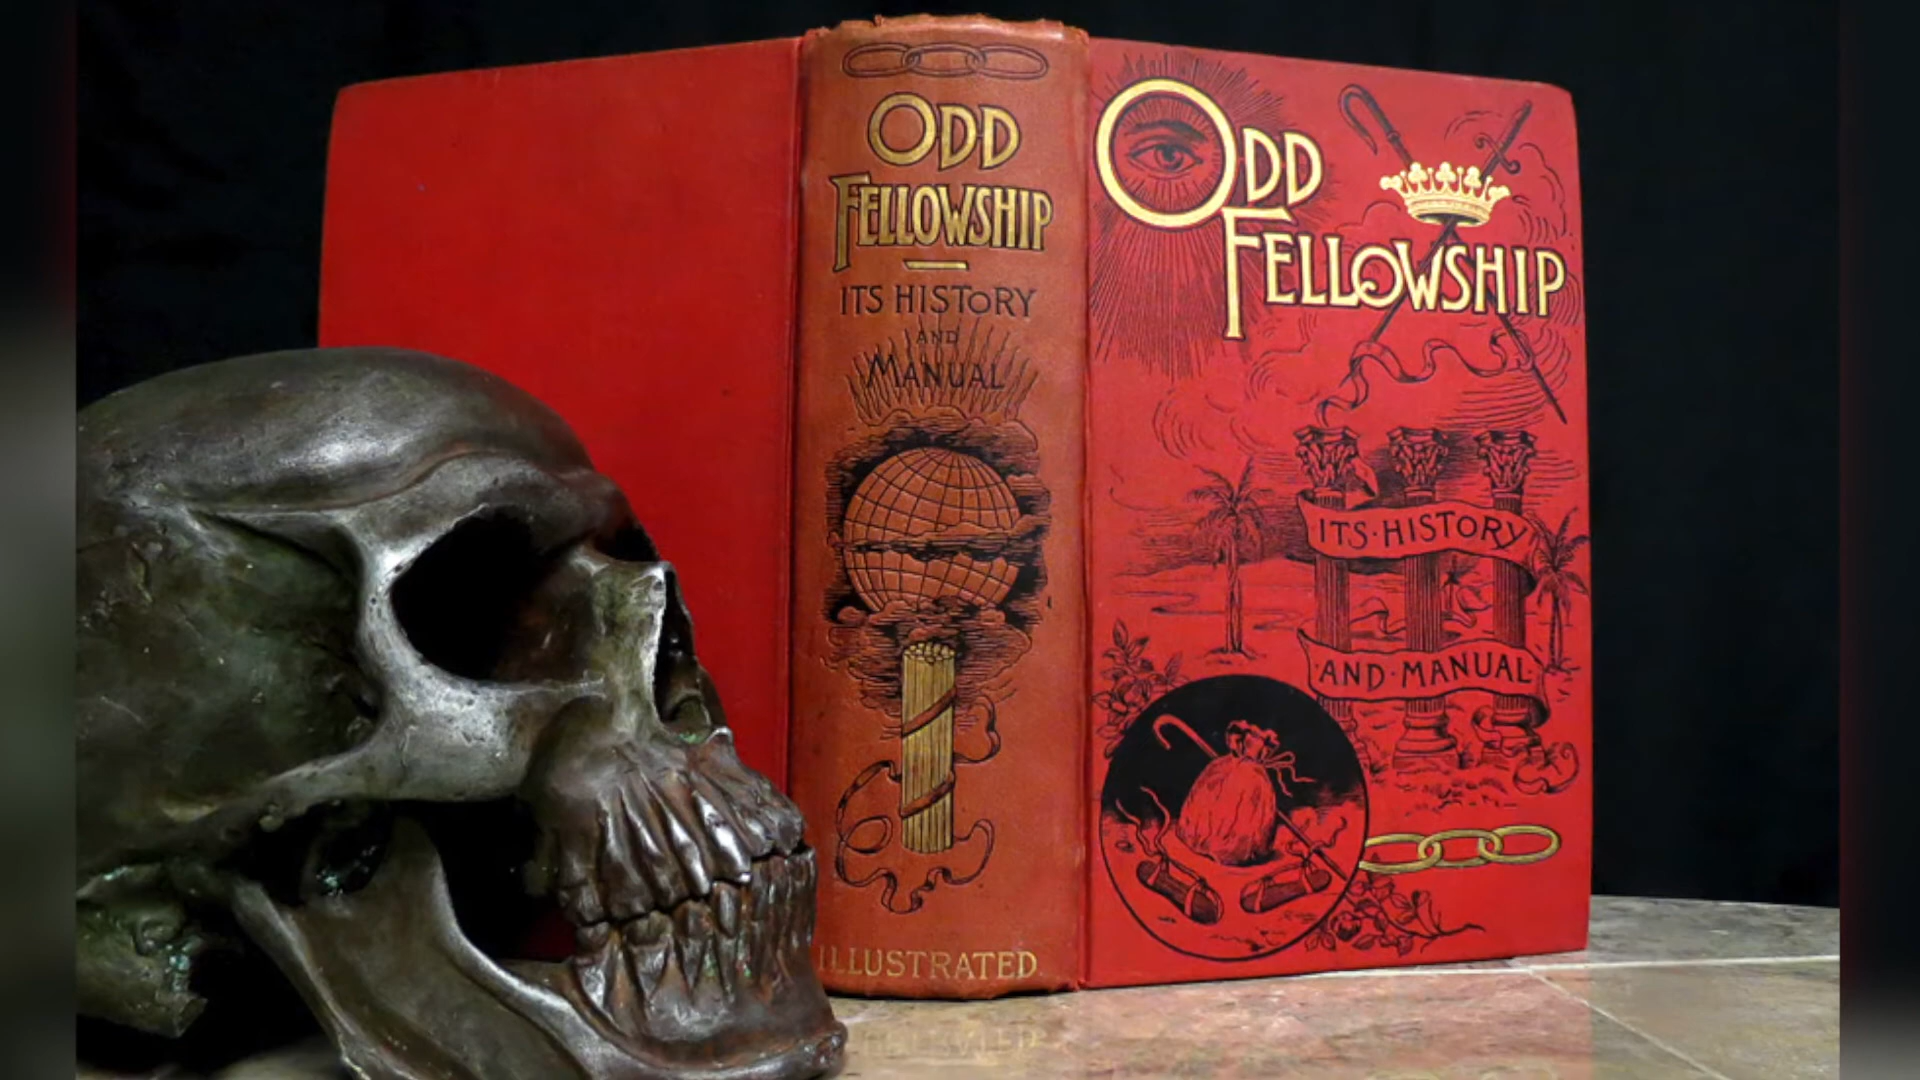 ODD
FELLOWSHIP
ITS HISTORY
AND
MANUAL
ILLUSTRATED
ODD
FELLOWSHIP
ITS·HISTORY
AND·MANUAL